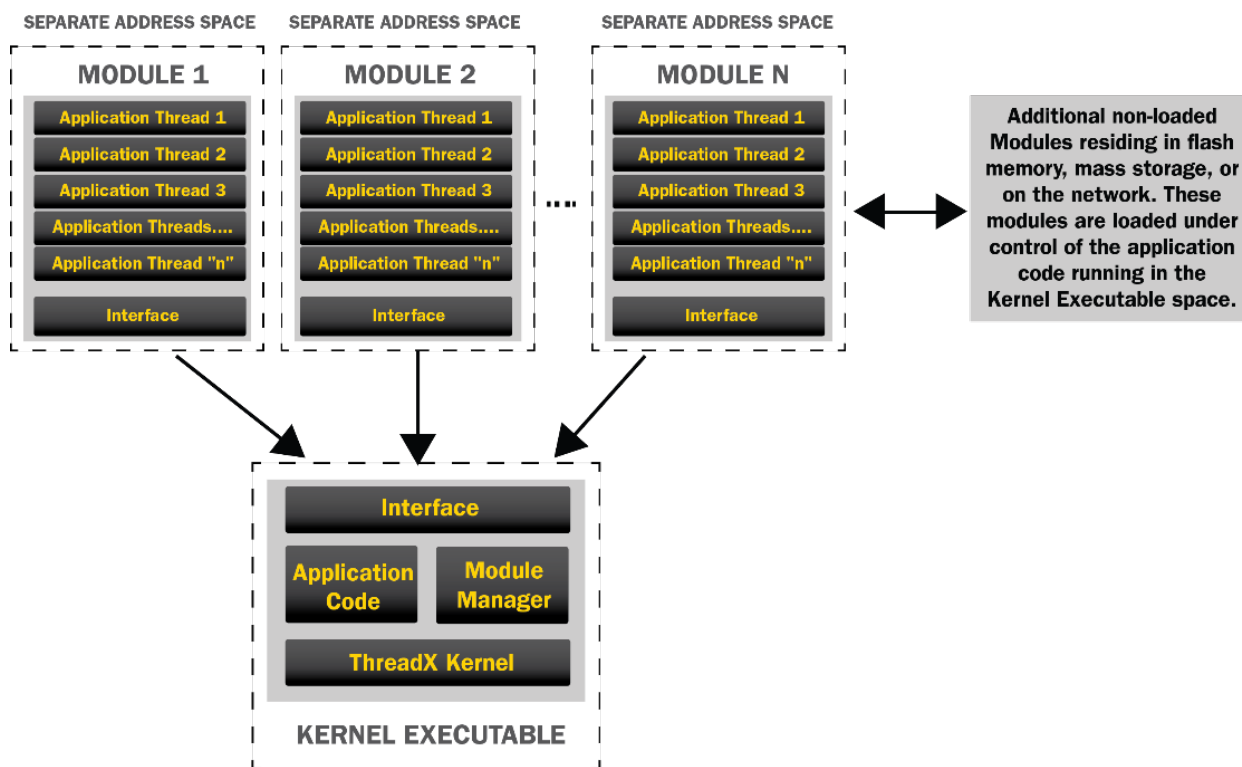 SEPARATE ADDRESS SPACE
MODULE 1
Application Thread 1
Application Thread 2
Application Thread 3
Application Threads....
Application Thread "n"
Interface
SEPARATE ADDRESS SPACE
MODULE 2
Application Thread 1
Application Thread 2
Application Thread 3
Application Threads....
Application Thread "n"
Interface
....
SEPARATE ADDRESS SPACE
MODULE N
Application Thread 1
Application Thread 2
Application Thread 3
Application Threads....
Application Thread "n"
Interface
Additional non-loaded
Modules residing in flash
memory, mass storage, or
on the network. These
modules are loaded under
control of the application
code running in the
Kernel Executable space.
Interface
Application
Code
Module
Manager
ThreadX Kernel
KERNEL EXECUTABLE